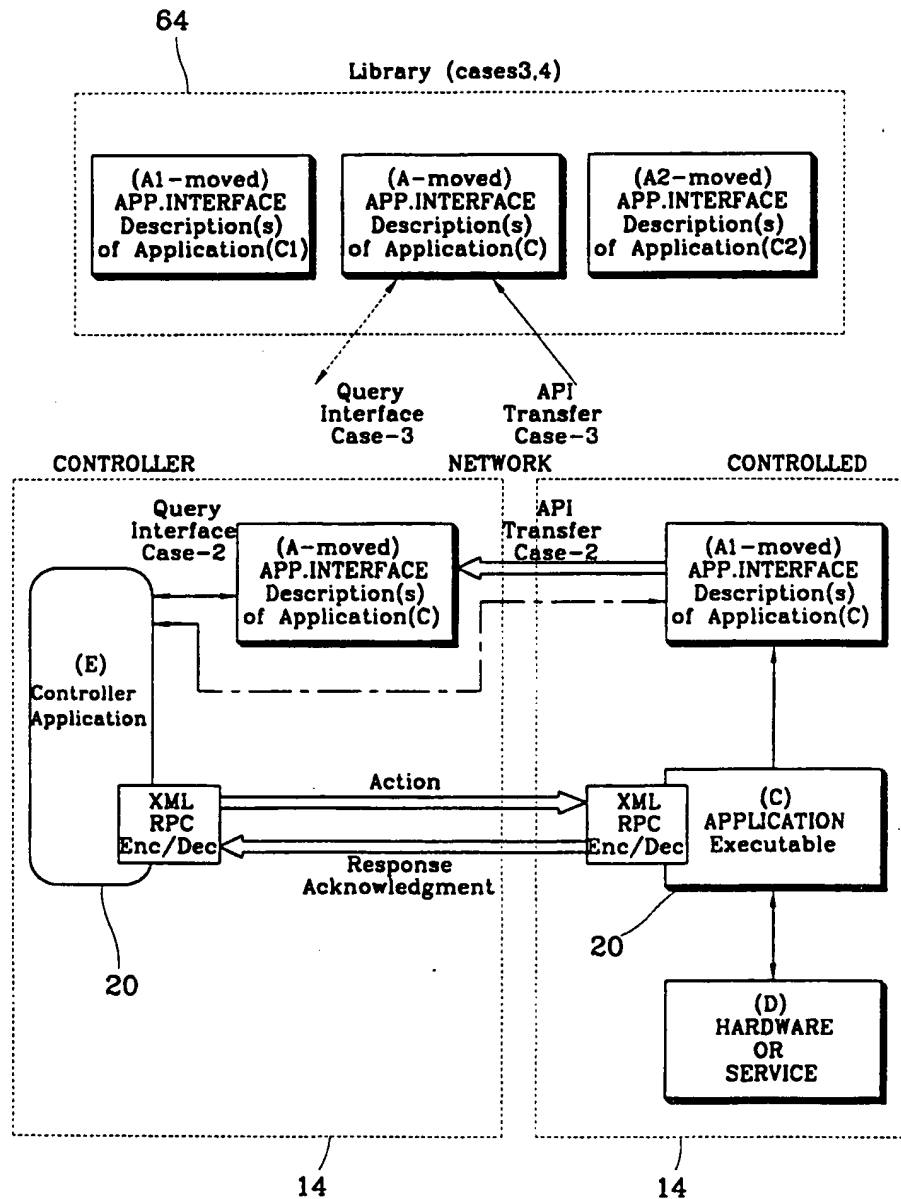 64
Library (cases3,4)
(A1-moved)
APP.INTERFACE
Description(s)
of Application(C1)
(A-moved)
APP.INTERFACE
Description(s)
of Application(C)
(A2-moved)
APP.INTERFACE
Description(s)
of Application(C2)
Query
Interface
Case-3
API
Transfer
Case-3
CONTROLLER
NETWORK
CONTROLLED
Query
Interface
Case-2
(A-moved)
APP.INTERFACE
Description(s)
of Application(C)
API
Transfer
Case-2
(A1-moved)
APP.INTERFACE
Description(s)
of Application(C)
(E)
Controller
Application
XML
RPC
Enc/Dec
Action
Response
Acknowledgment
XML
RPC
Enc/Dec
(C)
APPLICATION
Executable
20
20
(D)
HARDWARE
OR
SERVICE
14
14